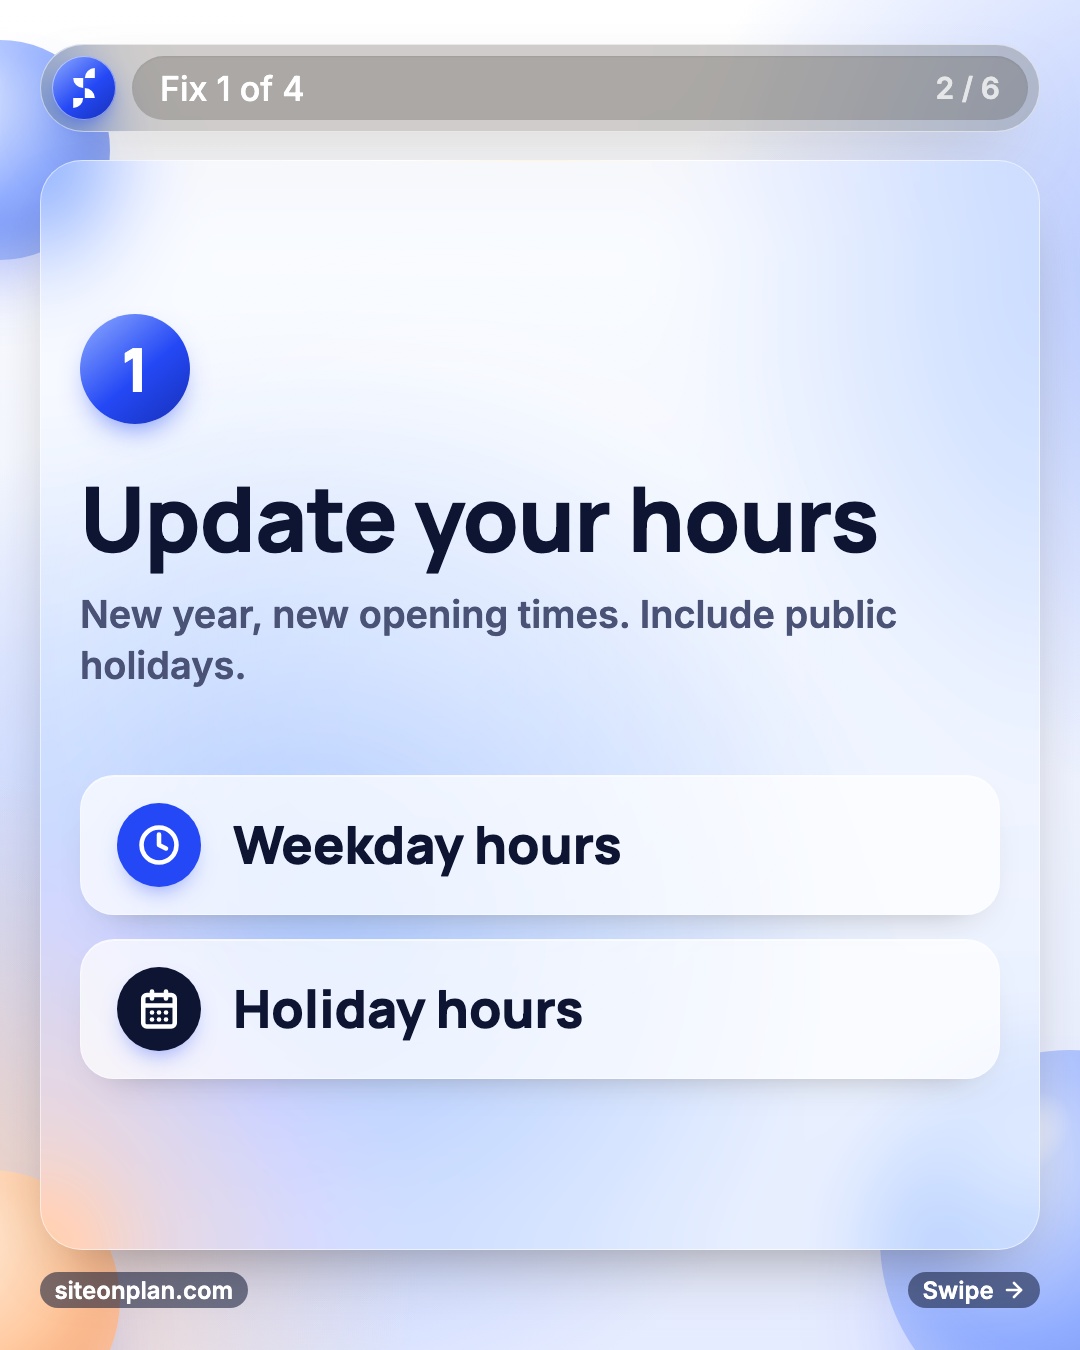 Fix 1 of 4
2 / 6
1
Update your hours
New year, new opening times. Include public
holidays.
Weekday hours
Holiday hours
siteonplan.com
Swipe →